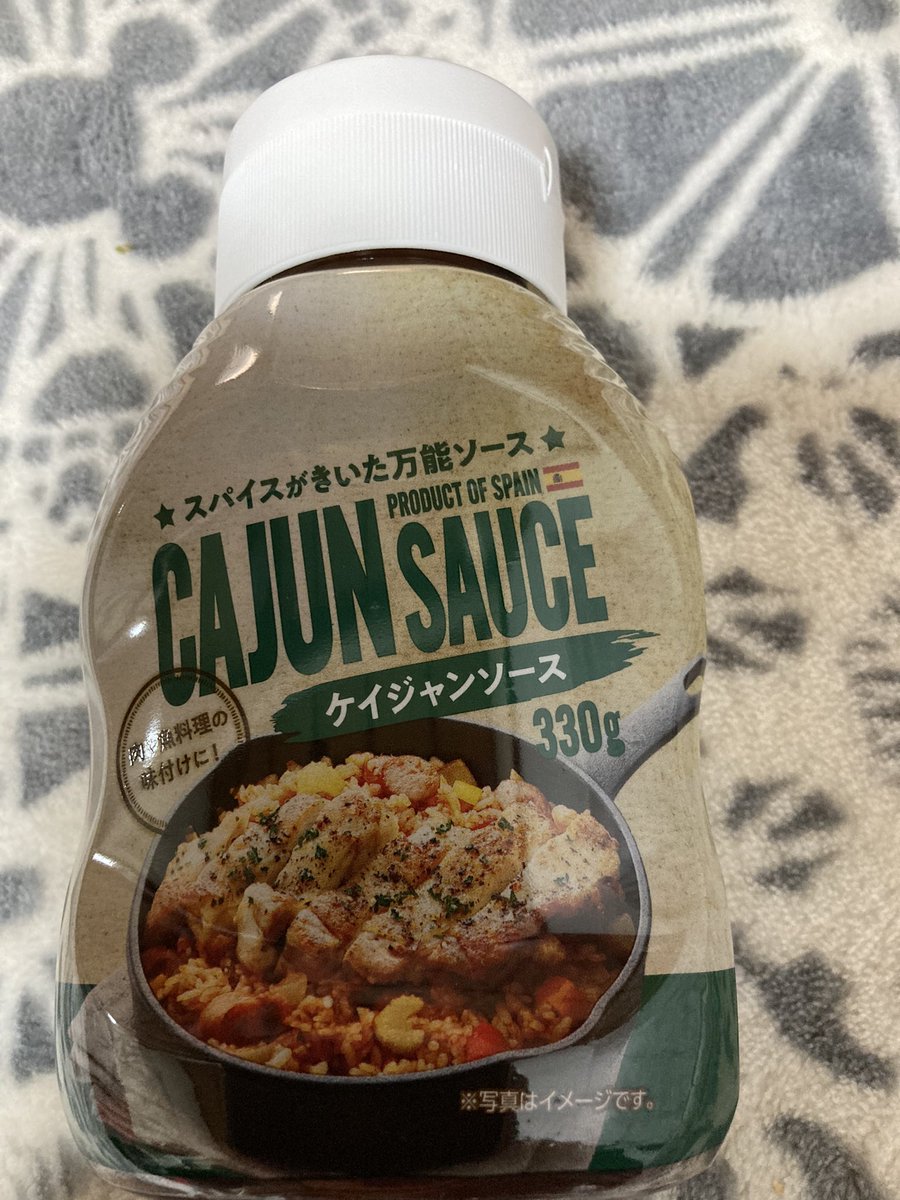 ★スパイスがきいた万能ソース★
PRODUCT OF SPAIN
CAJUN SAUCE
ケイジャンソース
330g
肉・魚料理の
味付けに!
※写真はイメージです。